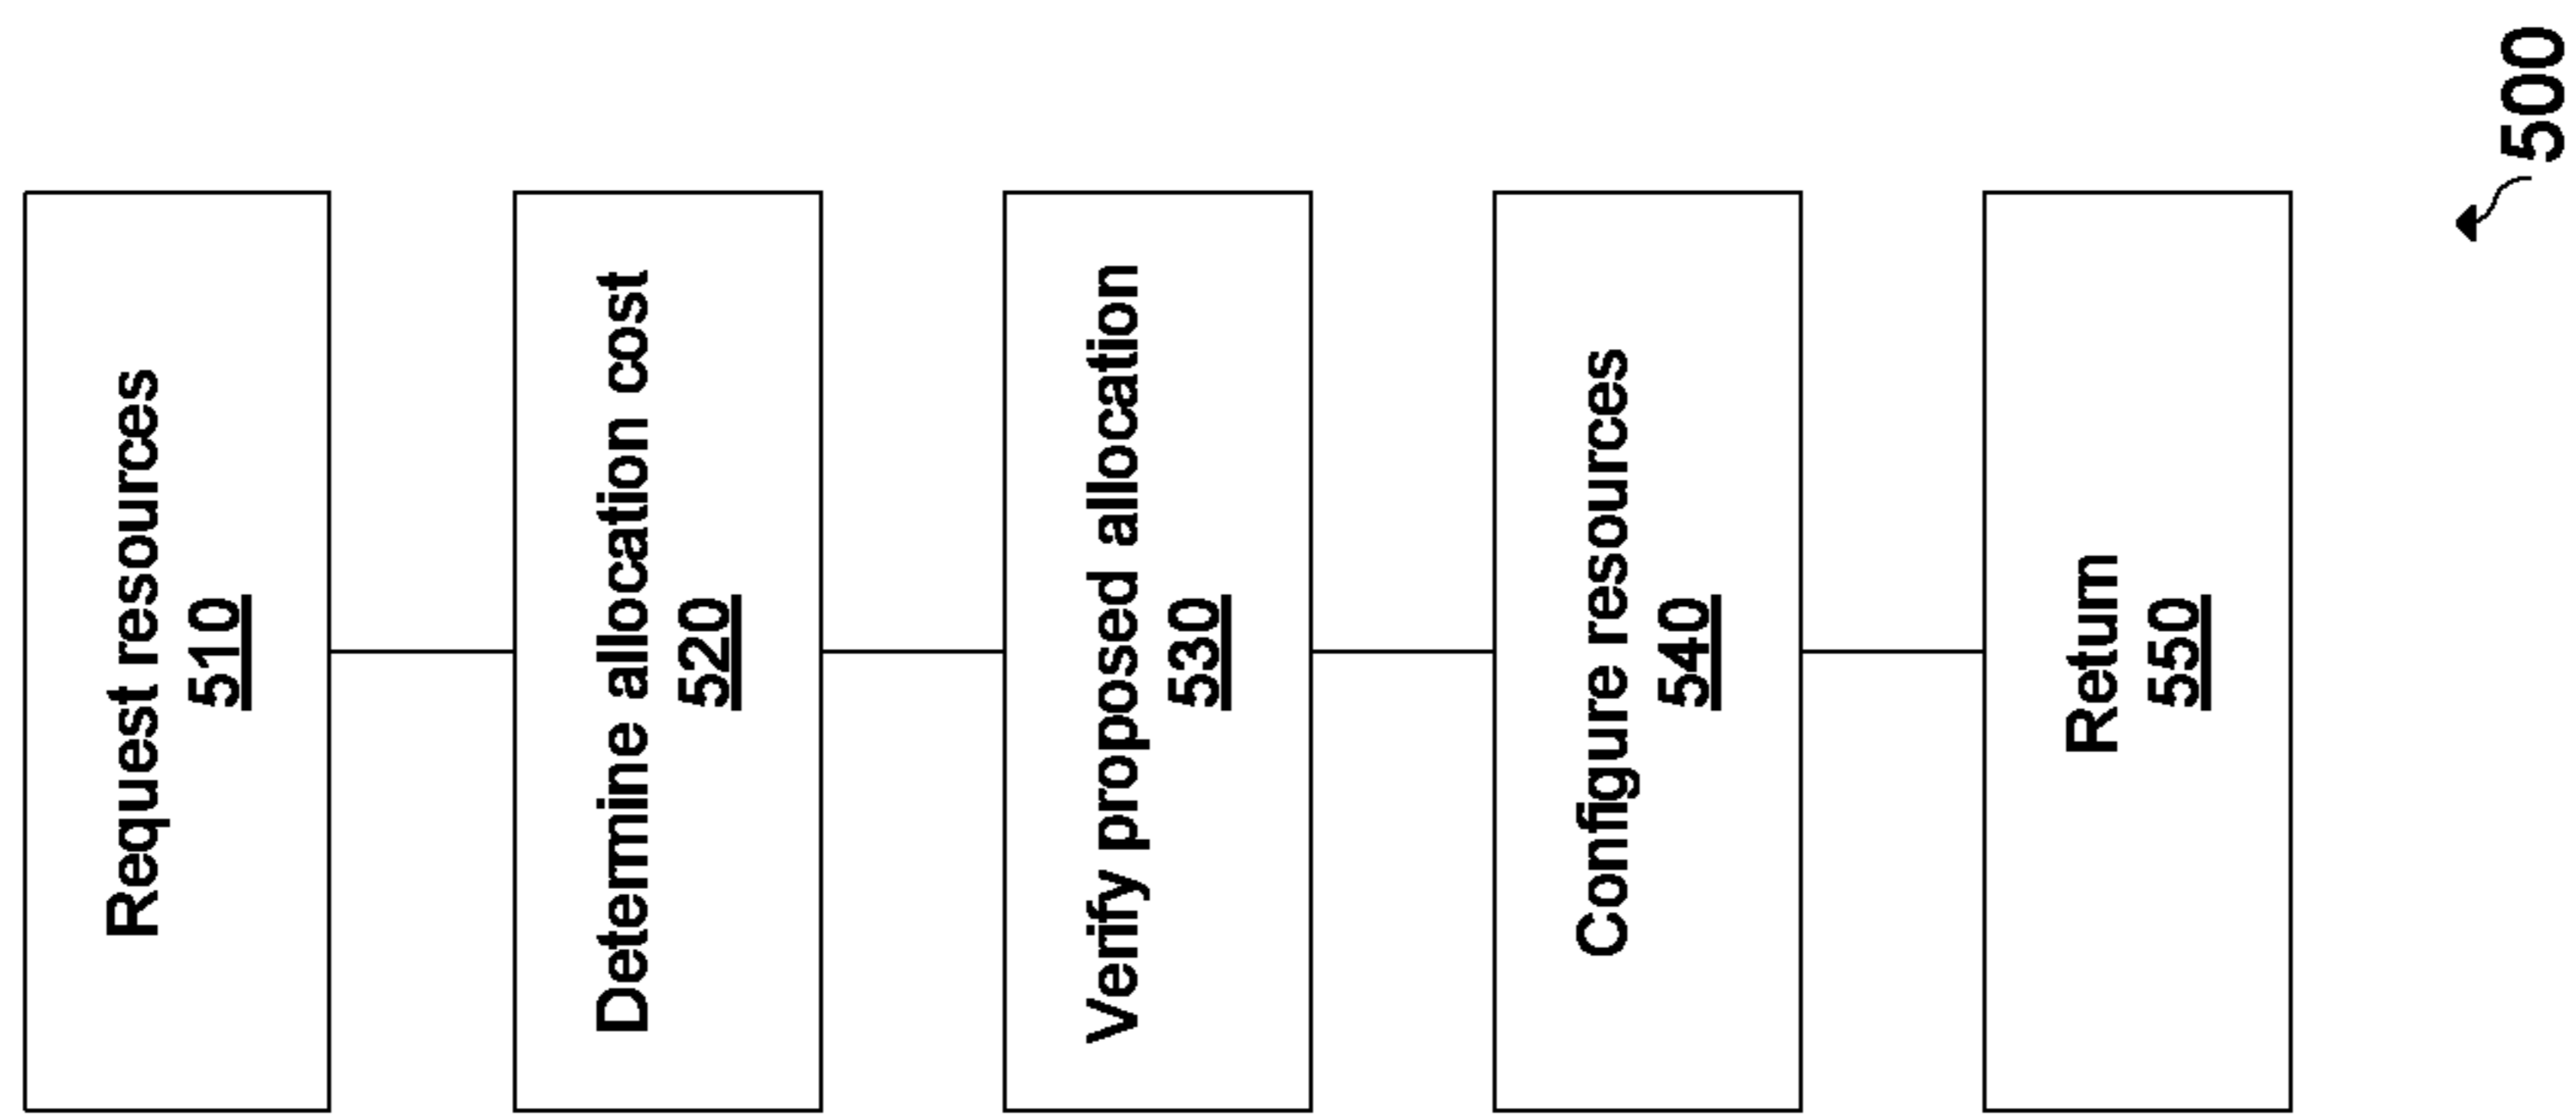 Request resources
510
Determine allocation cost
520
Verify proposed allocation
530
Configure resources
540
Return
550
500